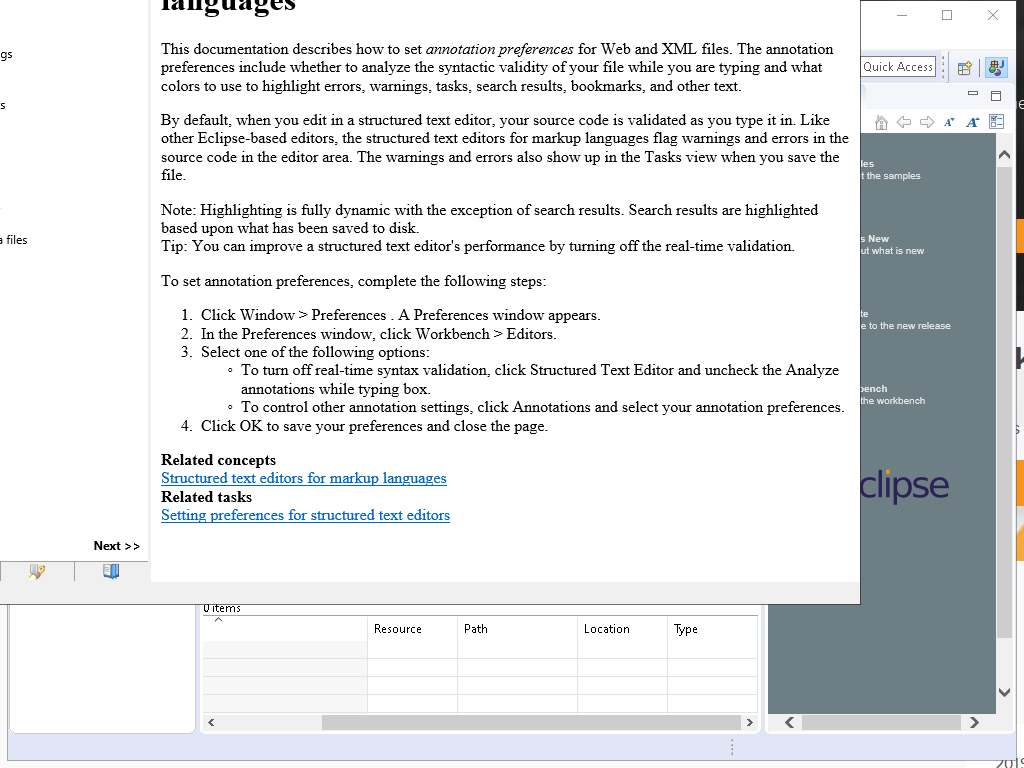 languages
This documentation describes how to set annotation preferences for Web and XML files. The annotation
preferences include whether to analyze the syntactic validity of your file while you are typing and what
colors to use to highlight errors, warnings, tasks, search results, bookmarks, and other text.
By default, when you edit in a structured text editor, your source code is validated as you type it in. Like
other Eclipse-based editors, the structured text editors for markup languages flag warnings and errors in the
source code in the editor area. The warnings and errors also show up in the Tasks view when you save the
file.
Note: Highlighting is fully dynamic with the exception of search results. Search results are highlighted
based upon what has been saved to disk.
Tip: You can improve a structured text editor's performance by turning off the real-time validation.
To set annotation preferences, complete the following steps:
1. Click Window > Preferences . A Preferences window appears.
2. In the Preferences window, click Workbench > Editors.
3. Select one of the following options:
◦ To turn off real-time syntax validation, click Structured Text Editor and uncheck the Analyze
annotations while typing box.
◦ To control other annotation settings, click Annotations and select your annotation preferences.
4. Click OK to save your preferences and close the page.
Related concepts
Structured text editors for markup languages
Related tasks
Setting preferences for structured text editors
gs
s
a files
Next >>
Quick Access
les
t the samples
s New
ut what is new
te
e to the new release
bench
the workbench
clipse
0 items
Resource Path Location Type
2019